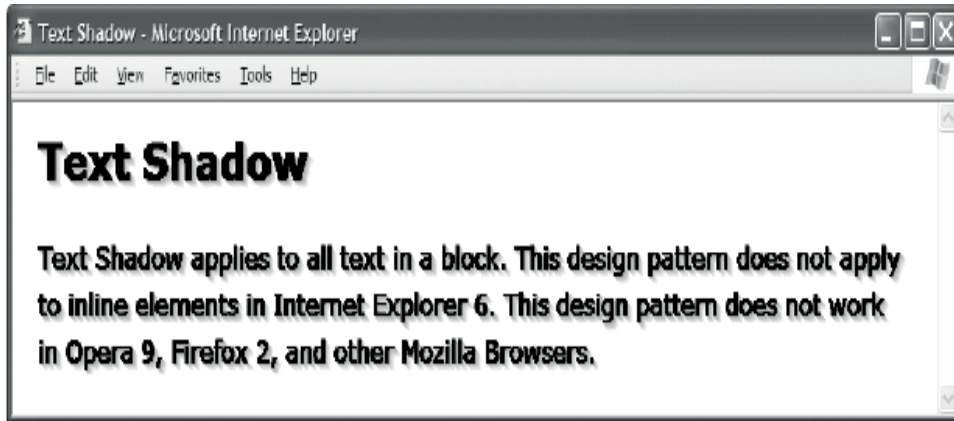 Text Shadow - Microsoft Internet Explorer
File Edit View Favorites Tools Help
Text Shadow
Text Shadow applies to all text in a block. This design pattern does not apply
to inline elements in Internet Explorer 6. This design pattern does not work
in Opera 9, Firefox 2, and other Mozilla Browsers.